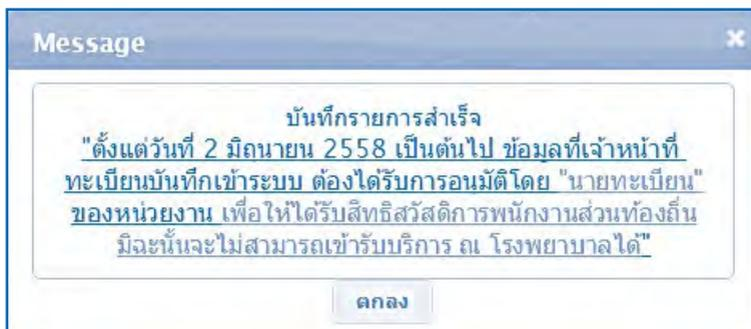 Message
บันทึกรายการสำเร็จ
"ตั้งแต่วันที่ 2 มิถุนายน 2558 เป็นต้นไป ข้อมูลที่เจ้าหน้าที่
ทะเบียนบันทึกเข้าระบบ ต้องได้รับการอนุมัติโดย "นายทะเบียน"
ของหน่วยงาน เพื่อให้ได้รับสิทธิสวัสดิการพนักงานส่วนท้องถิ่น
มิฉะนั้นจะไม่สามารถเข้ารับบริการ ณ โรงพยาบาลได้"
ตกลง